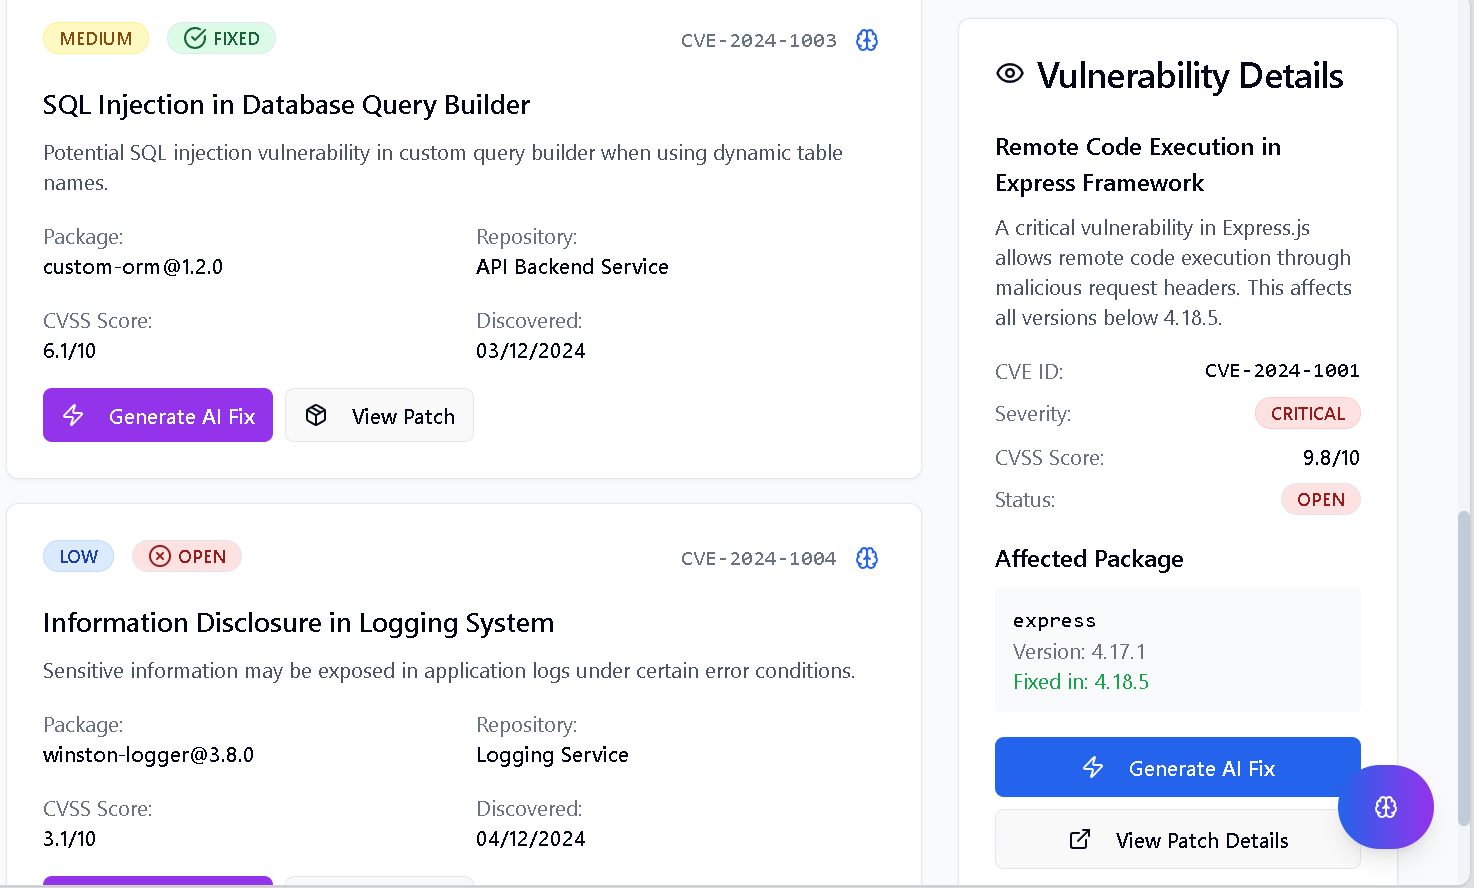 MEDIUM
FIXED
CVE-2024-1003
SQL Injection in Database Query Builder
Potential SQL injection vulnerability in custom query builder when using dynamic table
names.
Package:
custom-orm@1.2.0
Repository:
API Backend Service
CVSS Score:
6.1/10
Discovered:
03/12/2024
Generate AI Fix
View Patch
LOW
OPEN
CVE-2024-1004
Information Disclosure in Logging System
Sensitive information may be exposed in application logs under certain error conditions.
Package:
winston-logger@3.8.0
Repository:
Logging Service
CVSS Score:
3.1/10
Discovered:
04/12/2024
Vulnerability Details
Remote Code Execution in
Express Framework
A critical vulnerability in Express.js
allows remote code execution through
malicious request headers. This affects
all versions below 4.18.5.
CVE ID: CVE-2024-1001
Severity: CRITICAL
CVSS Score: 9.8/10
Status: OPEN
Affected Package
express
Version: 4.17.1
Fixed in: 4.18.5
Generate AI Fix
View Patch Details